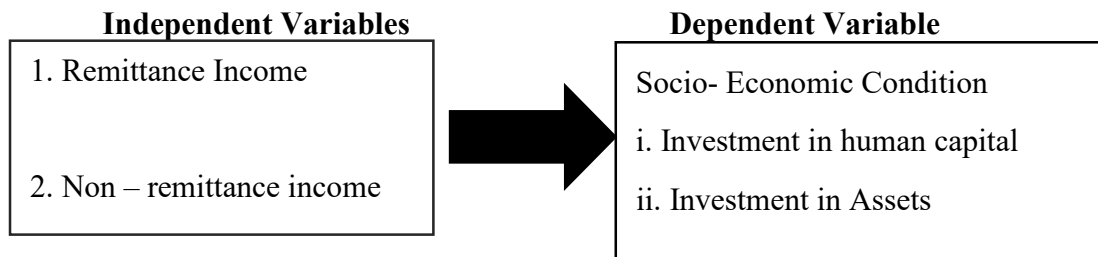 Independent Variables
1. Remittance Income
2. Non – remittance income
Dependent Variable
Socio- Economic Condition
i. Investment in human capital
ii. Investment in Assets